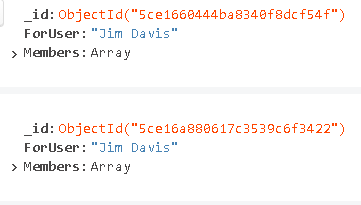 _id: ObjectId("5ce1660444ba8340f8dcf54f")
ForUser: "Jim Davis"
> Members: Array
_id: ObjectId("5ce16a880617c3539c6f3422")
ForUser: "Jim Davis"
> Members: Array